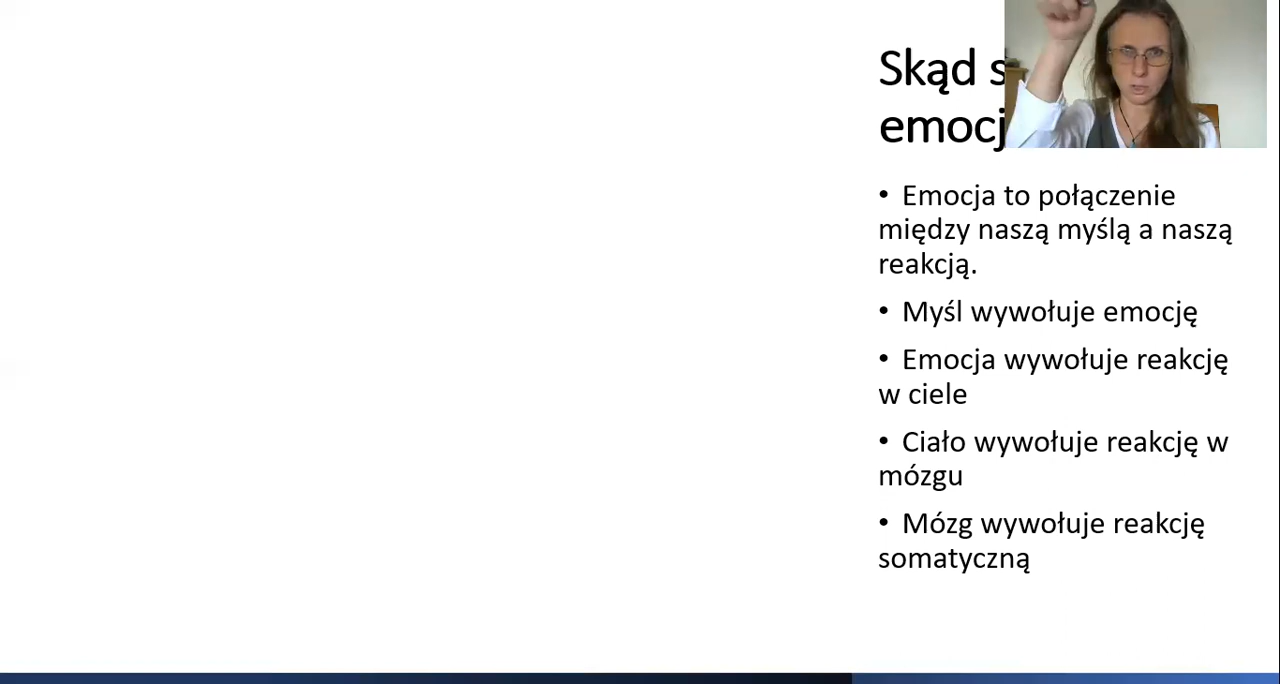 Skąd
emocj
• Emocja to połączenie
między naszą myślą a naszą
reakcją.
• Myśl wywołuje emocję
• Emocja wywołuje reakcję
w ciele
• Ciało wywołuje reakcję w
mózgu
• Mózg wywołuje reakcję
somatyczną